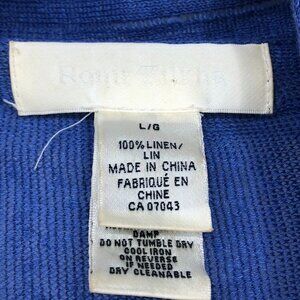 L/G
100% LINEN/
LIN
MADE IN CHINA
FABRIQUÉ EN
CHINE
CA 07043
DAMP
DO NOT TUMBLE DRY
COOL IRON
ON REVERSE
IF NEEDED
DRY CLEANABLE